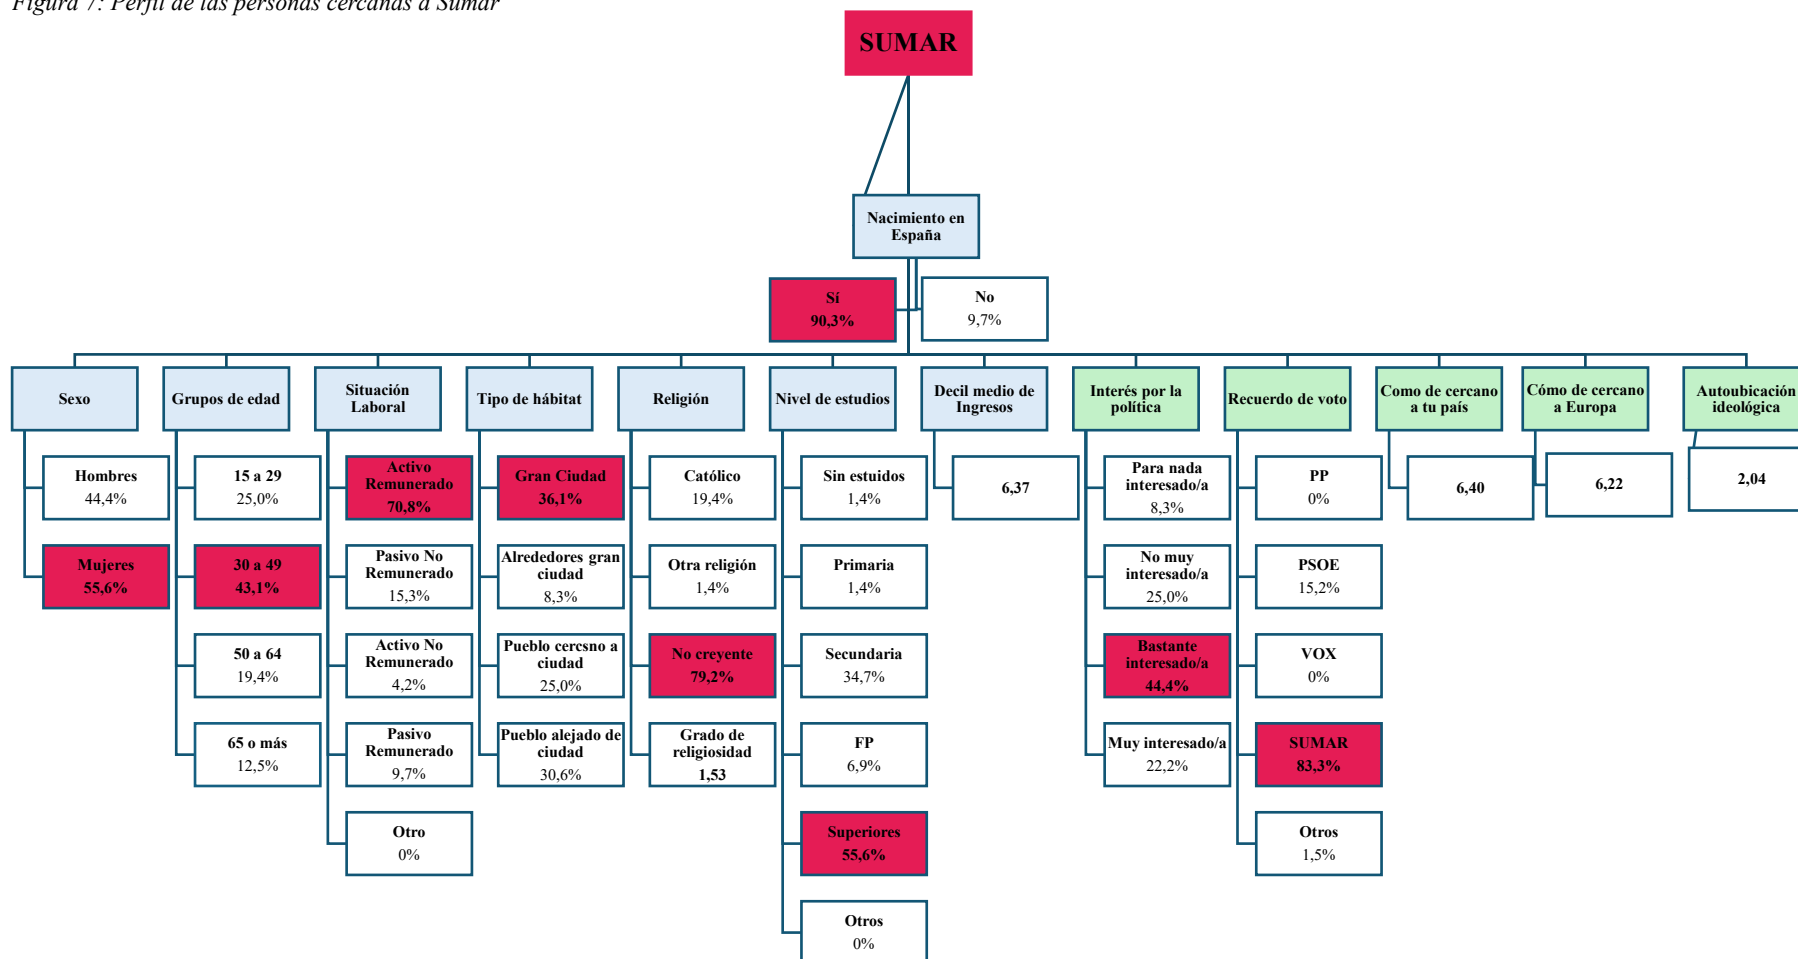 Figura 7: Perfil de las personas cercanas a Sumar
SUMAR
Nacimiento en
España
Sí
90,3%
No
9,7%
Sexo
Hombres
44,4%
Mujeres
55,6%
Grupos de edad
15 a 29
25,0%
30 a 49
43,1%
50 a 64
19,4%
65 o más
12,5%
Situación
Laboral
Activo
Remunerado
70,8%
Pasivo No
Remunerado
15,3%
Activo No
Remunerado
4,2%
Pasivo
Remunerado
9,7%
Otro
0%
Tipo de hábitat
Gran Ciudad
36,1%
Alrededores gran
ciudad
8,3%
Pueblo cercsno a
ciudad
25,0%
Pueblo alejado de
ciudad
30,6%
Religión
Católico
19,4%
Otra religión
1,4%
No creyente
79,2%
Grado de
religiosidad
1,53
Nivel de estudios
Sin estuidos
1,4%
Primaria
1,4%
Secundaria
34,7%
FP
6,9%
Superiores
55,6%
Otros
0%
Decil medio de
Ingresos
6,37
Interés por la
política
Para nada
interesado/a
8,3%
No muy
interesado/a
25,0%
Bastante
interesado/a
44,4%
Muy interesado/a
22,2%
Recuerdo de voto
PP
0%
PSOE
15,2%
VOX
0%
SUMAR
83,3%
Otros
1,5%
Como de cercano
a tu país
6,40
Cómo de cercano
a Europa
6,22
Autoubicación
ideológica
2,04